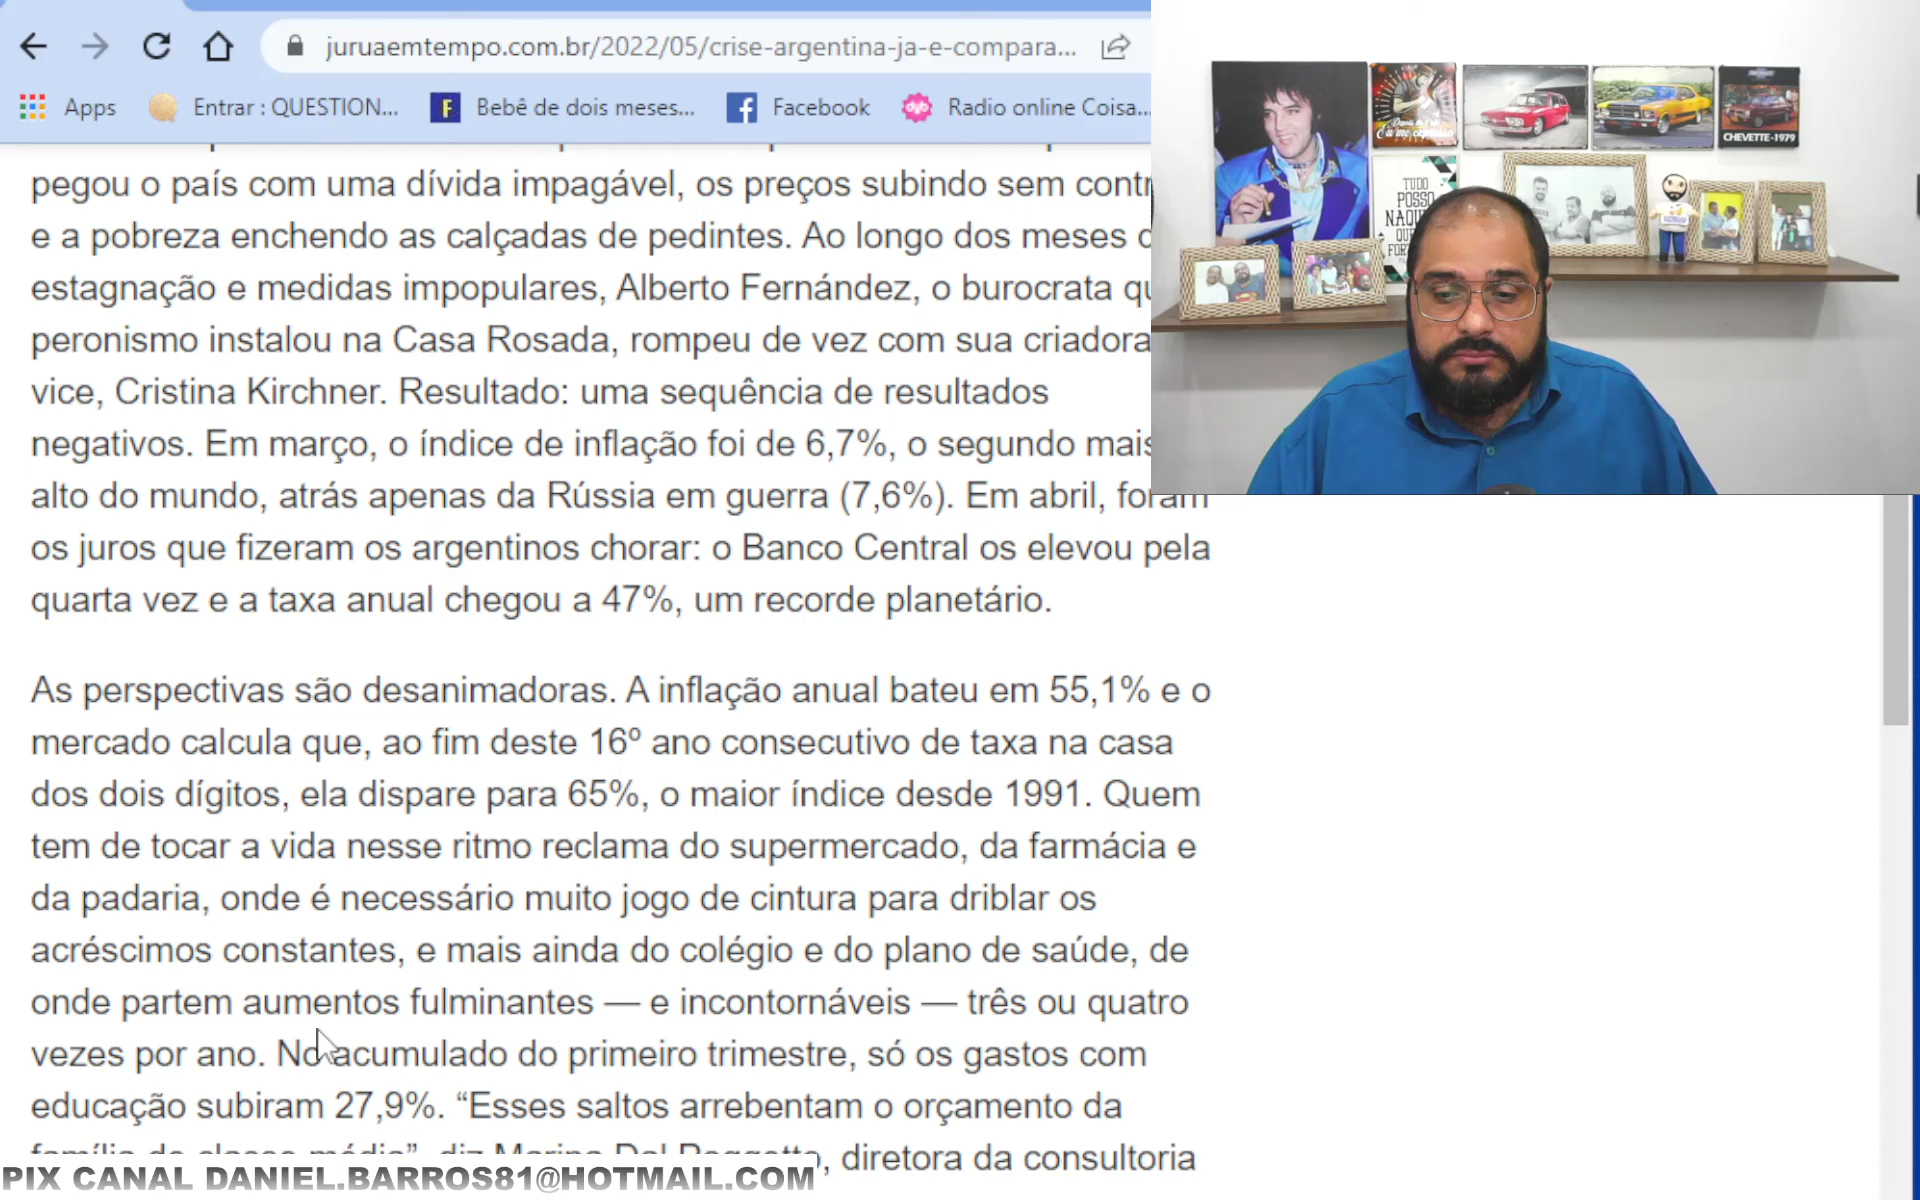 juruaemtempo.com.br/2022/05/crise-argentina-ja-e-compara...
Apps
Entrar : QUESTION...
Bebê de dois meses...
Facebook
Radio online Coisa...
CHEVETTE-1979
TUDO
POSSO
pegou o país com uma dívida impagável, os preços subindo sem
e a pobreza enchendo as calçadas de pedintes. Ao longo dos meses
estagnação e medidas impopulares, Alberto Fernández, o burocrata
peronismo instalou na Casa Rosada, rompeu de vez com sua criadora
vice, Cristina Kirchner. Resultado: uma sequência de resultados
negativos. Em março, o índice de inflação foi de 6,7%, o segundo mais
alto do mundo, atrás apenas da Rússia em guerra (7,6%). Em abril, foram
os juros que fizeram os argentinos chorar: o Banco Central os elevou pela
quarta vez e a taxa anual chegou a 47%, um recorde planetário.
As perspectivas são desanimadoras. A inflação anual bateu em 55,1% e o
mercado calcula que, ao fim deste 16º ano consecutivo de taxa na casa
dos dois dígitos, ela dispare para 65%, o maior índice desde 1991. Quem
tem de tocar a vida nesse ritmo reclama do supermercado, da farmácia e
da padaria, onde é necessário muito jogo de cintura para driblar os
acréscimos constantes, e mais ainda do colégio e do plano de saúde, de
onde partem aumentos fulminantes — e incontornáveis — três ou quatro
vezes por ano. No acumulado do primeiro trimestre, só os gastos com
educação subiram 27,9%. “Esses saltos arrebentam o orçamento da
família de classe média”, diz Marina Dal Poggetto, diretora da consultoria
PIX CANAL DANIEL.BARROS81@HOTMAIL.COM